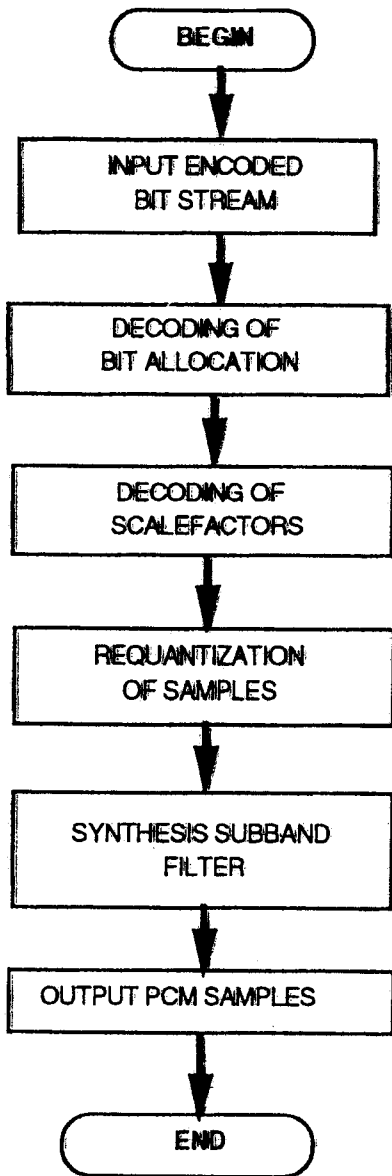 BEGIN
INPUT ENCODED
BIT STREAM
DECODING OF
BIT ALLOCATION
DECODING OF
SCALEFACTORS
REQUANTIZATION
OF SAMPLES
SYNTHESIS SUBBAND
FILTER
OUTPUT PCM SAMPLES
END